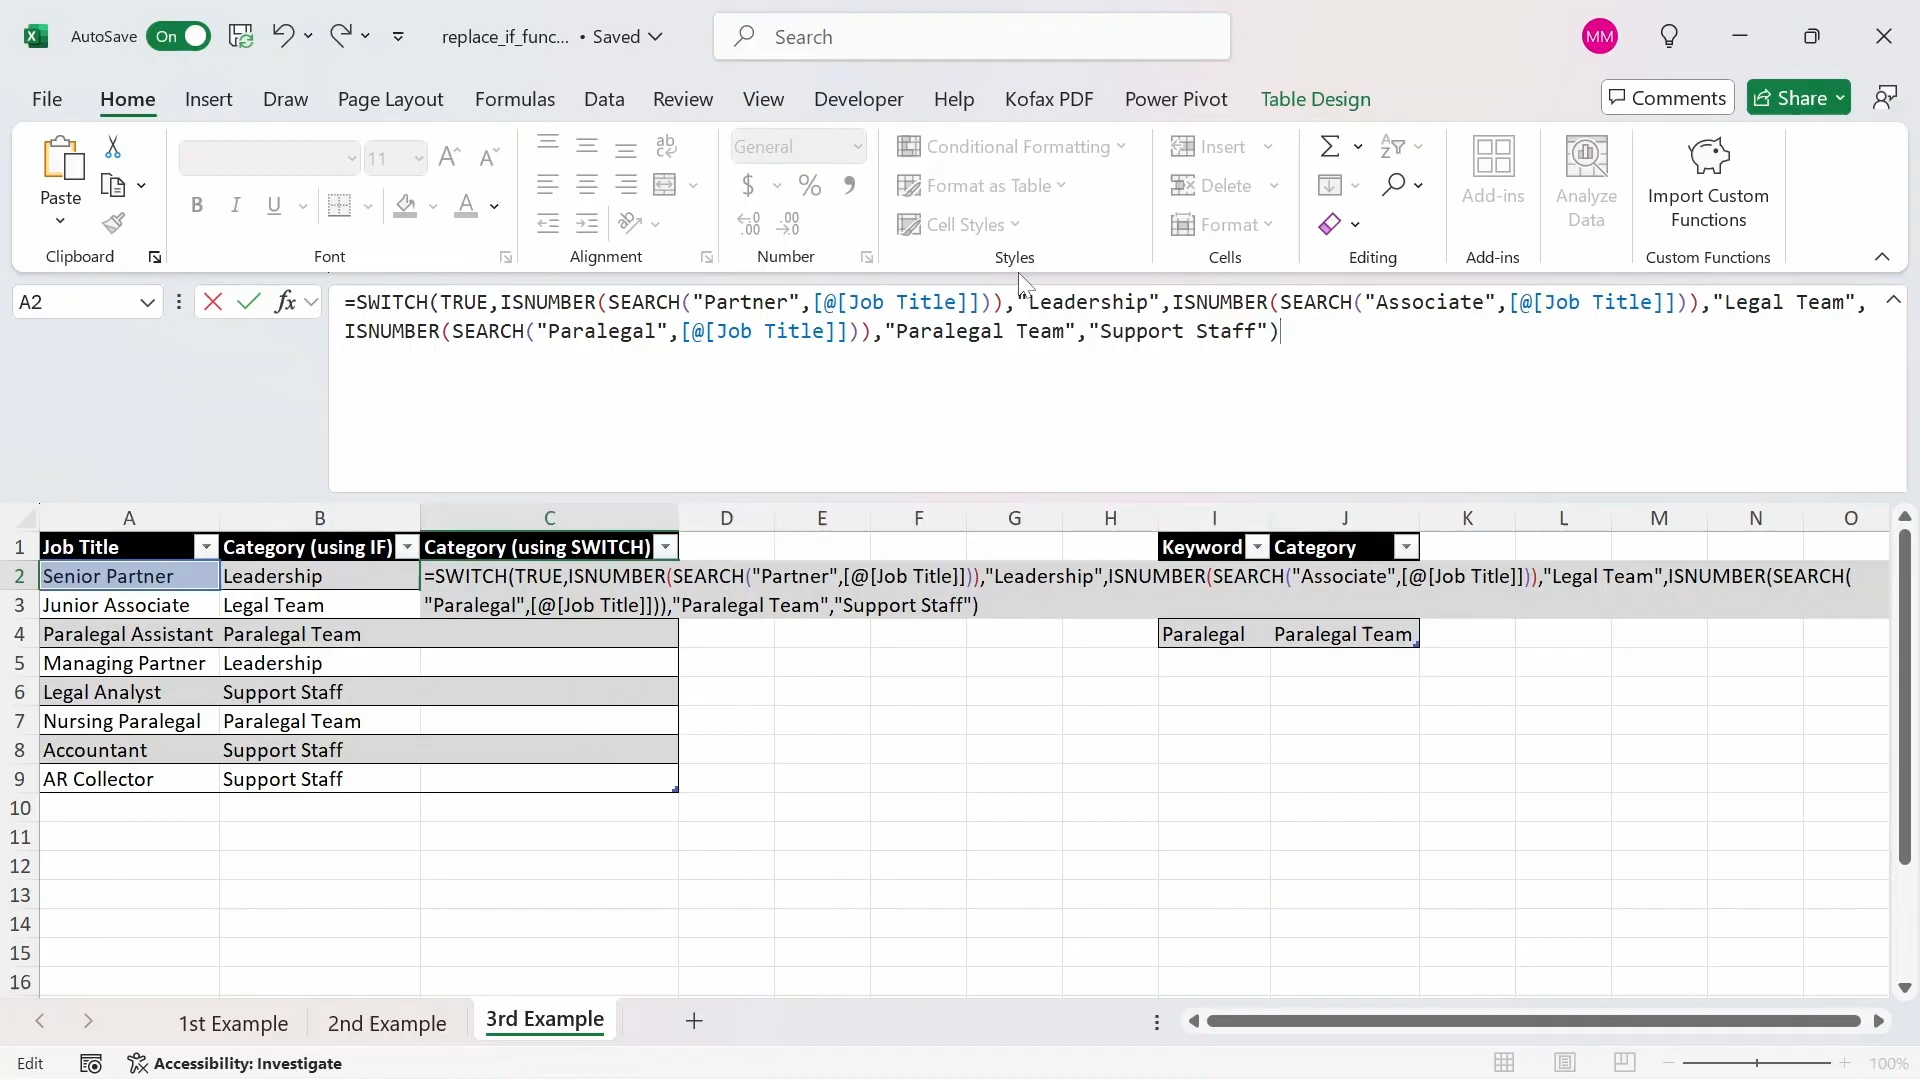 AutoSave On replace_if_func... • Saved Search MM
File Home Insert Draw Page Layout Formulas Data Review View Developer Help Kofax PDF Power Pivot Table Design Comments Share
Paste
11
General
Conditional Formatting
Format as Table
Cell Styles
Insert
Delete
Format
Add-ins
Analyze
Data
Import Custom
Functions
Clipboard Font Alignment Number Styles Cells Editing Add-ins Custom Functions
A2
fx
=SWITCH(TRUE,ISNUMBER(SEARCH("Partner",[@[Job Title]])),"Leadership",ISNUMBER(SEARCH("Associate",[@[Job Title]])),"Legal Team",
ISNUMBER(SEARCH("Paralegal",[@[Job Title]])),"Paralegal Team","Support Staff")
A B C D E F G H I J K L M N O
1 Job Title Category (using IF) Category (using SWITCH) Keyword Category
2 Senior Partner Leadership =SWITCH(TRUE,ISNUMBER(SEARCH("Partner",[@[Job Title]])),"Leadership",ISNUMBER(SEARCH("Associate",[@[Job Title]])),"Legal Team",ISNUMBER(SEARCH(
3 Junior Associate Legal Team "Paralegal",[@[Job Title]])),"Paralegal Team","Support Staff")
4 Paralegal Assistant Paralegal Team Paralegal Paralegal Team
5 Managing Partner Leadership
6 Legal Analyst Support Staff
7 Nursing Paralegal Paralegal Team
8 Accountant Support Staff
9 AR Collector Support Staff
10
11
12
13
14
15
16
1st Example 2nd Example 3rd Example
Edit Accessibility: Investigate 100%